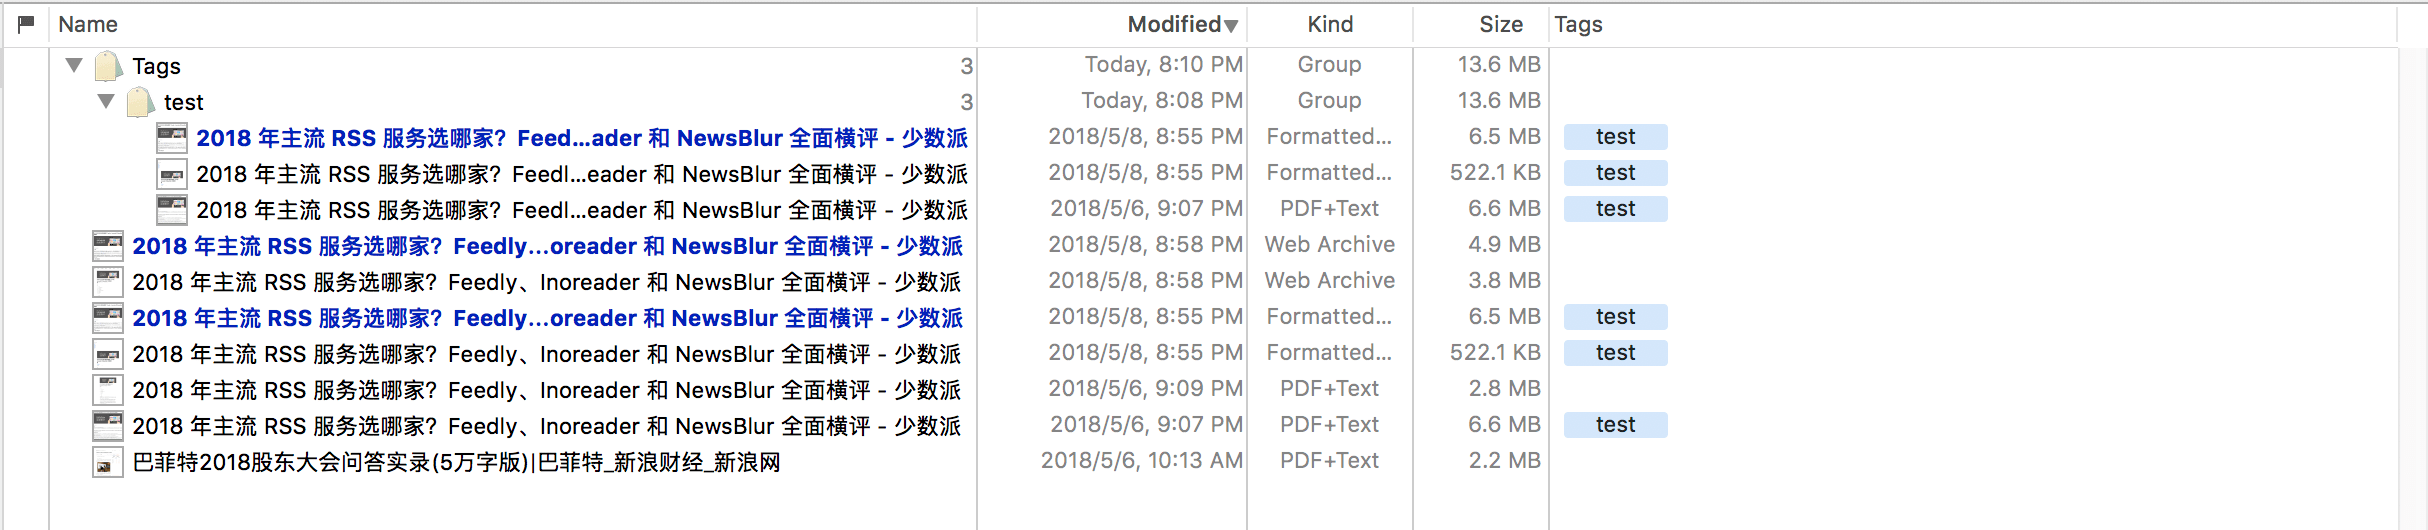 Name Modified Kind Size Tags
Tags 3 Today, 8:10 PM Group 13.6 MB
test 3 Today, 8:08 PM Group 13.6 MB
2018 年主流 RSS 服务选哪家？Feed...ader 和 NewsBlur 全面横评 - 少数派 2018/5/8, 8:55 PM Formatted... 6.5 MB test
2018 年主流 RSS 服务选哪家？Feedl...eader 和 NewsBlur 全面横评 - 少数派 2018/5/8, 8:55 PM Formatted... 522.1 KB test
2018 年主流 RSS 服务选哪家？Feedl...eader 和 NewsBlur 全面横评 - 少数派 2018/5/6, 9:07 PM PDF+Text 6.6 MB test
2018 年主流 RSS 服务选哪家？Feedly...oreader 和 NewsBlur 全面横评 - 少数派 2018/5/8, 8:58 PM Web Archive 4.9 MB
2018 年主流 RSS 服务选哪家？Feedly、Inoreader 和 NewsBlur 全面横评 - 少数派 2018/5/8, 8:58 PM Web Archive 3.8 MB
2018 年主流 RSS 服务选哪家？Feedly...oreader 和 NewsBlur 全面横评 - 少数派 2018/5/8, 8:55 PM Formatted... 6.5 MB test
2018 年主流 RSS 服务选哪家？Feedly、Inoreader 和 NewsBlur 全面横评 - 少数派 2018/5/8, 8:55 PM Formatted... 522.1 KB test
2018 年主流 RSS 服务选哪家？Feedly、Inoreader 和 NewsBlur 全面横评 - 少数派 2018/5/6, 9:09 PM PDF+Text 2.8 MB
2018 年主流 RSS 服务选哪家？Feedly、Inoreader 和 NewsBlur 全面横评 - 少数派 2018/5/6, 9:07 PM PDF+Text 6.6 MB test
巴菲特2018股东大会问答实录(5万字版)|巴菲特_新浪财经_新浪网 2018/5/6, 10:13 AM PDF+Text 2.2 MB